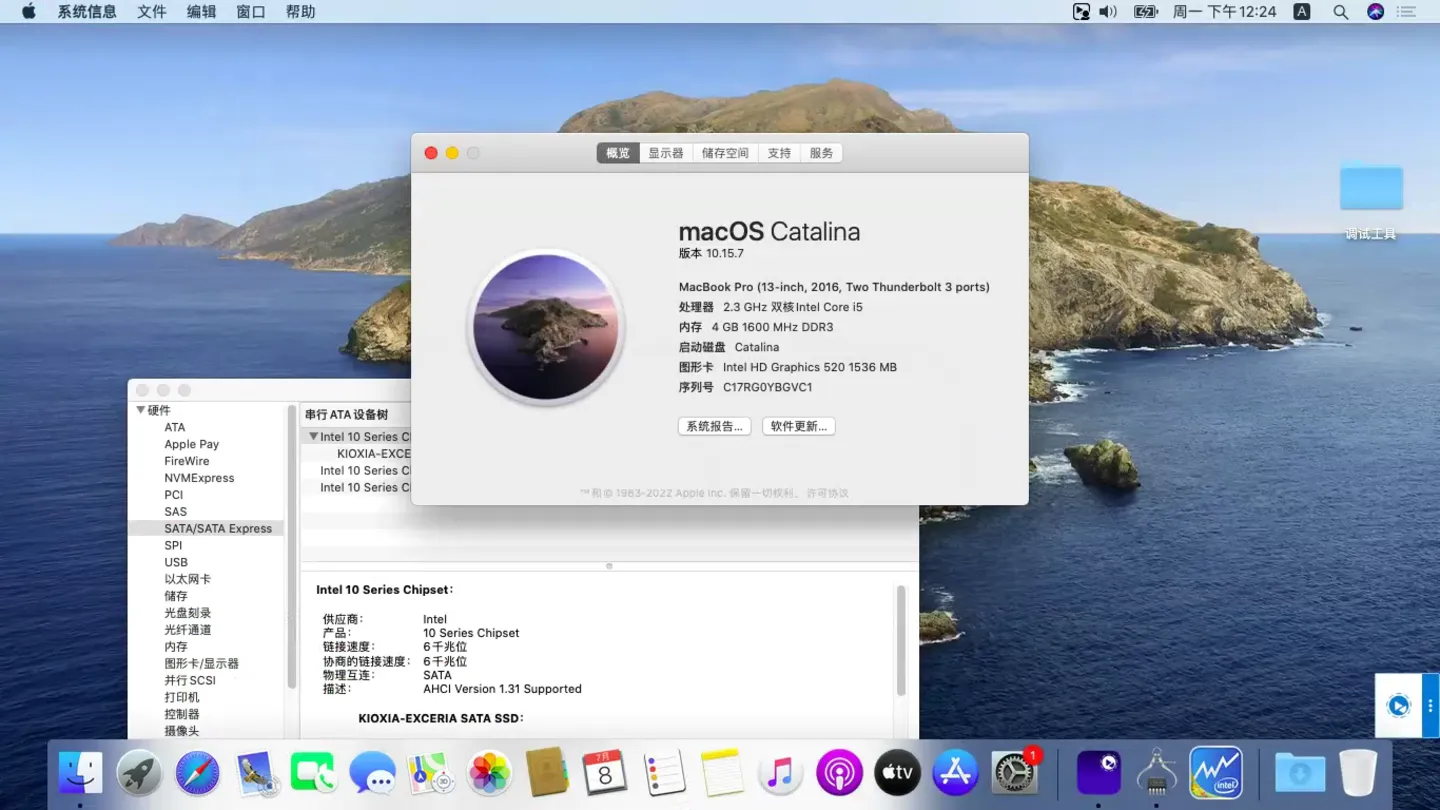 系统信息 文件 编辑 窗口 帮助 周一 下午12:24 A
概览 显示器 储存空间 支持 服务
macOS Catalina
版本 10.15.7
MacBook Pro (13-inch, 2016, Two Thunderbolt 3 ports)
处理器 2.3 GHz 双核Intel Core i5
内存 4 GB 1600 MHz DDR3
启动磁盘 Catalina
图形卡 Intel HD Graphics 520 1536 MB
序列号 C17RG0YBGVC1
系统报告... 软件更新...
™和© 1983-2022 Apple Inc. 保留一切权利。 许可协议
调试工具
硬件
ATA
Apple Pay
FireWire
NVMExpress
PCI
SAS
SATA/SATA Express
SPI
USB
以太网卡
储存
光盘刻录
光纤通道
内存
图形卡/显示器
并行 SCSI
打印机
控制器
摄像头
串行 ATA 设备树
Intel 10 Series C
KIOXIA-EXCE
Intel 10 Series C
Intel 10 Series C
Intel 10 Series Chipset:
供应商: Intel
产品: 10 Series Chipset
链接速度: 6千兆位
协商的链接速度: 6千兆位
物理互连: SATA
描述: AHCI Version 1.31 Supported
KIOXIA-EXCERIA SATA SSD:
3D
7月
8
tv
1
intel